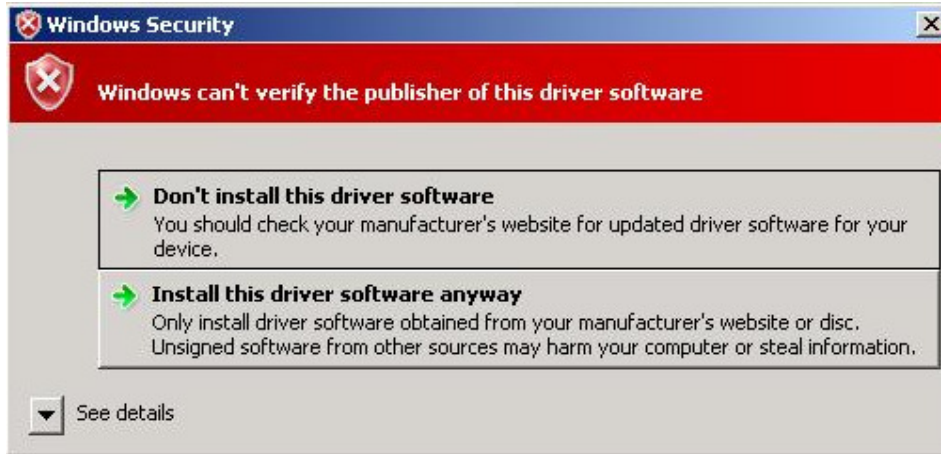 Windows Security
Windows can't verify the publisher of this driver software
Don't install this driver software
You should check your manufacturer's website for updated driver software for your
device.
Install this driver software anyway
Only install driver software obtained from your manufacturer's website or disc.
Unsigned software from other sources may harm your computer or steal information.
See details